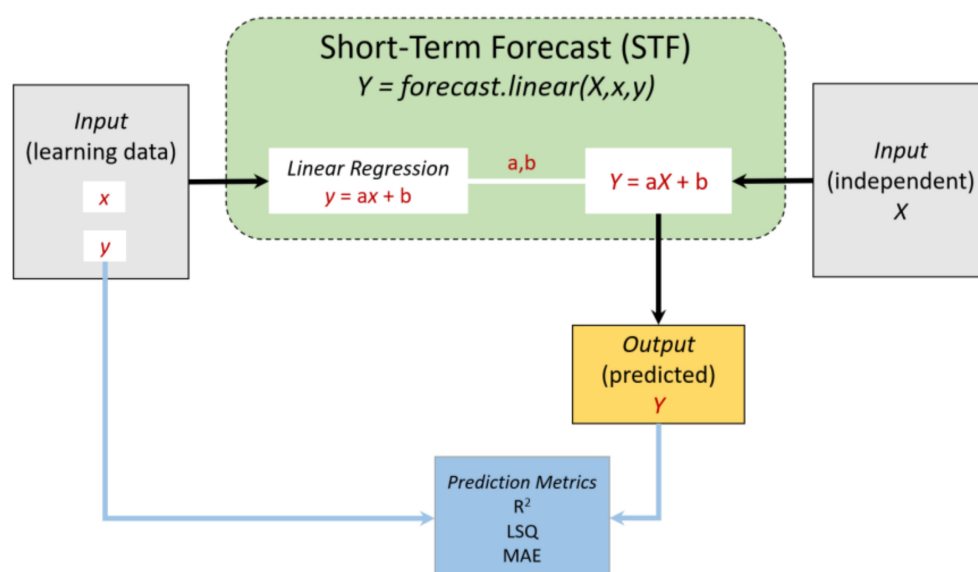 Short-Term Forecast (STF)
Y = forecast.linear(X,x,y)
Input
(learning data)
x
y
Linear Regression
y = ax + b
a,b
Y = aX + b
Input
(independent)
X
Output
(predicted)
Y
Prediction Metrics
R²
LSQ
MAE